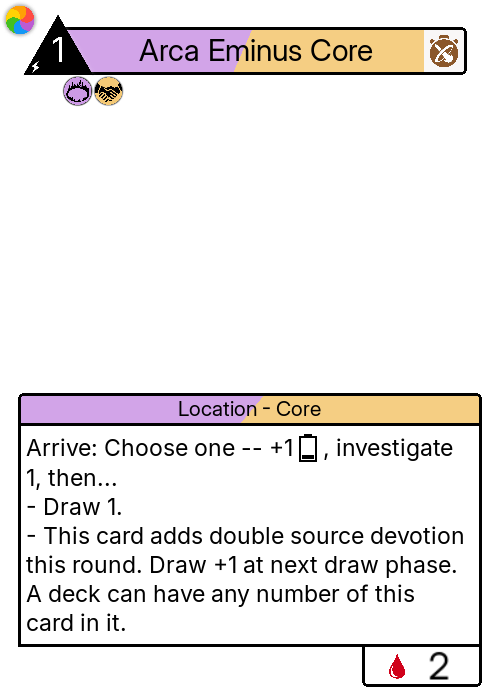 1
Arca Eminus Core
Location - Core
Arrive: Choose one -- +1 , investigate
1, then...
- Draw 1.
- This card adds double source devotion
this round. Draw +1 at next draw phase.
A deck can have any number of this
card in it.
2